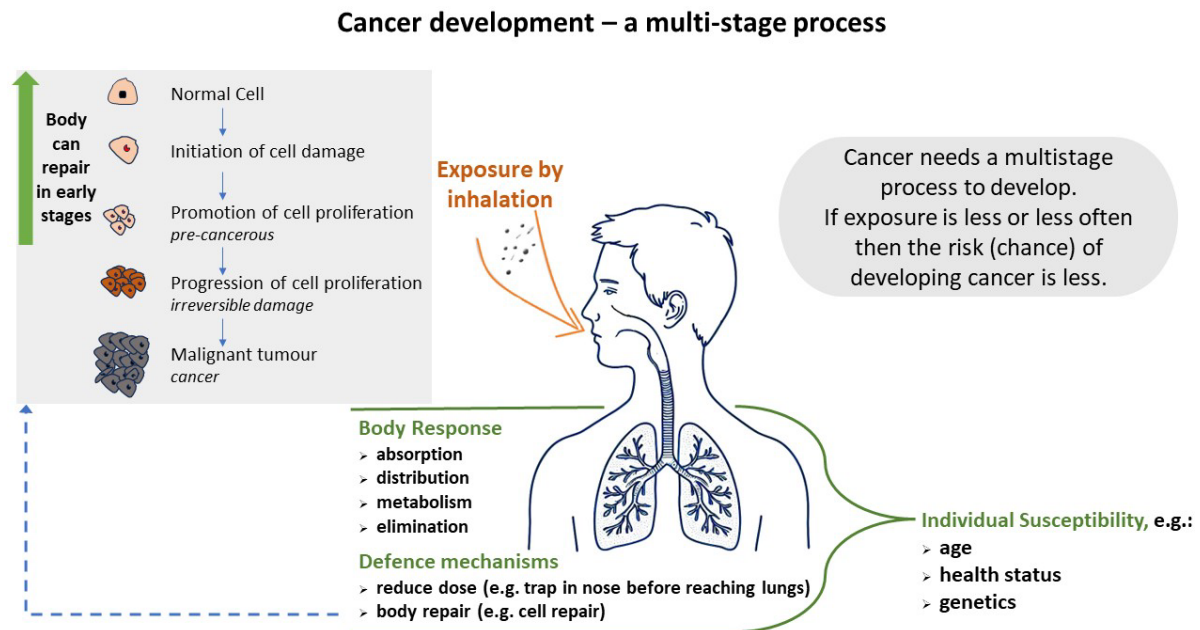 Cancer development – a multi-stage process
Body
can
repair
in early
stages
Normal Cell
Initiation of cell damage
Promotion of cell proliferation
pre-cancerous
Progression of cell proliferation
irreversible damage
Malignant tumour
cancer
Exposure by
inhalation
Cancer needs a multistage
process to develop.
If exposure is less or less often
then the risk (chance) of
developing cancer is less.
Body Response
➢ absorption
➢ distribution
➢ metabolism
➢ elimination
Defence mechanisms
➢ reduce dose (e.g. trap in nose before reaching lungs)
➢ body repair (e.g. cell repair)
Individual Susceptibility, e.g.:
➢ age
➢ health status
➢ genetics